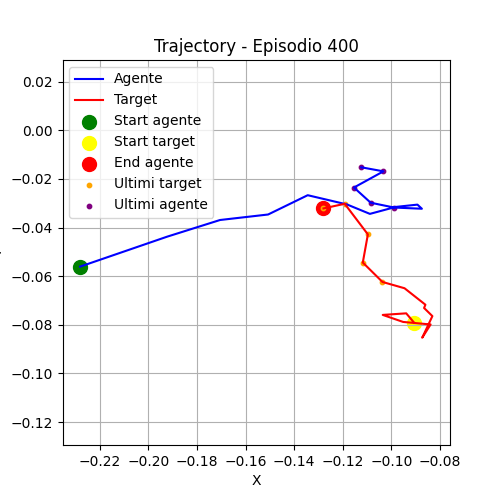 Trajectory - Episodio 400
Agente
Target
Start agente
Start target
End agente
Ultimi target
Ultimi agente
0.02
0.00
−0.02
−0.04
−0.06
−0.08
−0.10
−0.12
−0.22 −0.20 −0.18 −0.16 −0.14 −0.12 −0.10 −0.08
X